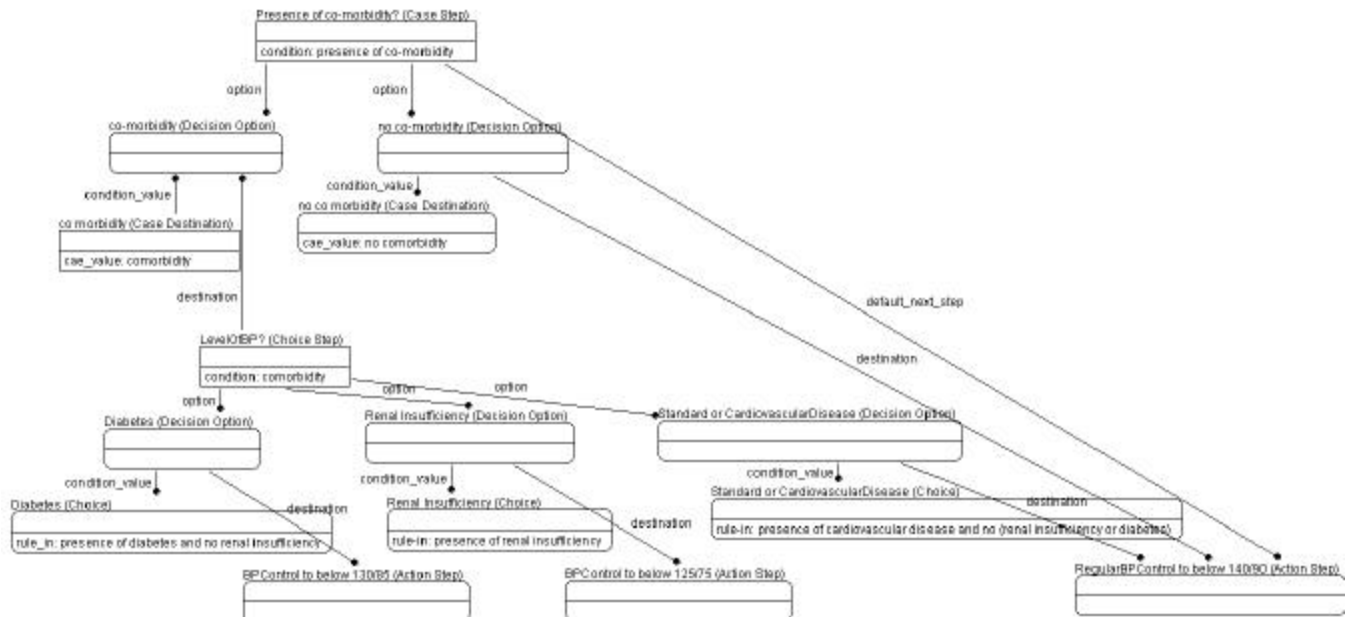 Presence of co-morbidity? (Case Step)
condition: presence of co-morbidity
option
option
co-morbidity (Decision Option)
no co-morbidity (Decision Option)
condition_value
condition_value
co morbidity (Case Destination)
no co morbidity (Case Destination)
cae_value: comorbidity
cae_value: no comorbidity
destination
default_next_step
LevelOfBP? (Choice Step)
condition: comorbidity
destination
option
option
option
Diabetes (Decision Option)
Renal Insufficiency (Decision Option)
Standard or CardiovascularDisease (Decision Option)
condition_value
condition_value
condition_value
Diabetes (Choice)
Renal Insufficiency (Choice)
Standard or CardiovascularDisease (Choice)
destination
destination
destination
rule_in: presence of diabetes and no renal insufficiency
rule-in: presence of renal insufficiency
rule-in: presence of cardiovascular disease and no (renal insufficiency or diabetes)
BPControl to below 130/85 (Action Step)
BPControl to below 125/75 (Action Step)
RegularBPControl to below 140/90 (Action Step)